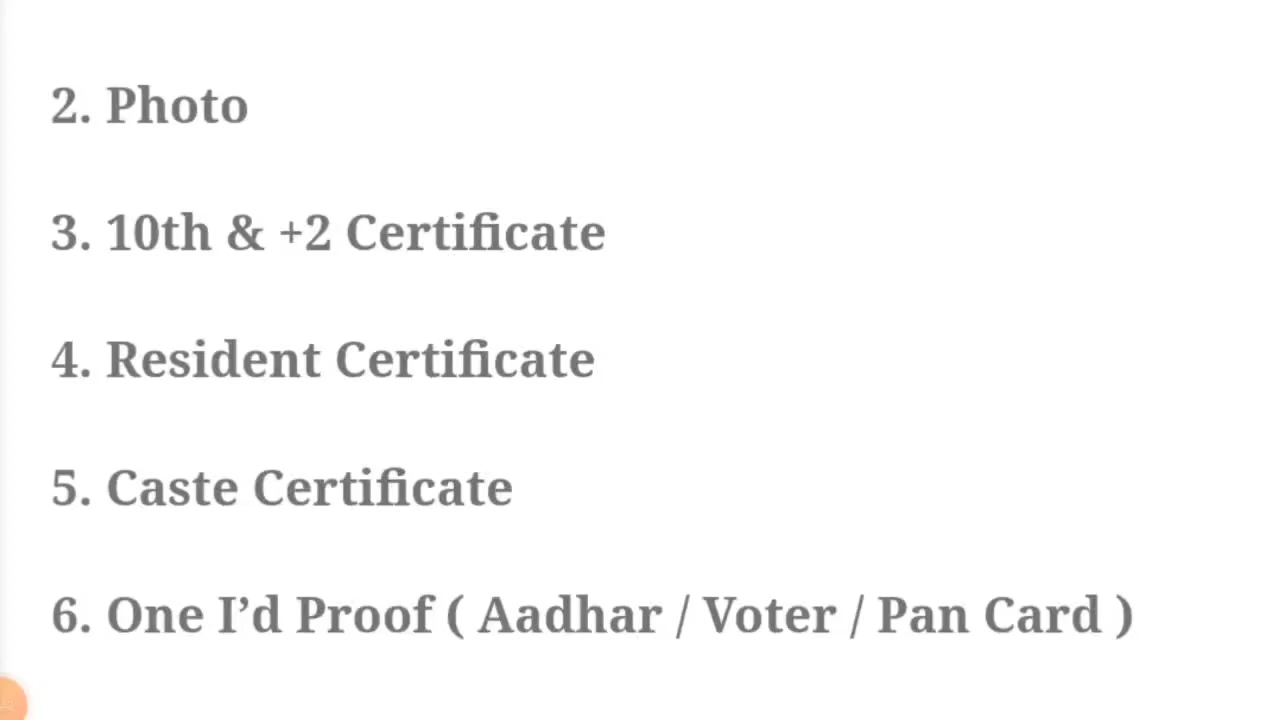 2. Photo
3. 10th & +2 Certificate
4. Resident Certificate
5. Caste Certificate
6. One I’d Proof ( Aadhar / Voter / Pan Card )